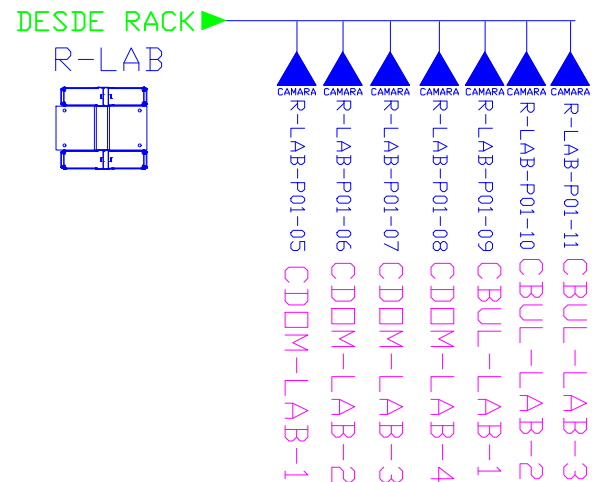 DESDE RACK
R-LAB
CAMARA CAMARA CAMARA CAMARA CAMARA CAMARA CAMARA
R-LAB-P01-05
R-LAB-P01-06
R-LAB-P01-07
R-LAB-P01-08
R-LAB-P01-09
R-LAB-P01-10
R-LAB-P01-11
CDOM-LAB-1
CDOM-LAB-2
CDOM-LAB-3
CDOM-LAB-4
CBUL-LAB-1
CBUL-LAB-2
CBUL-LAB-3